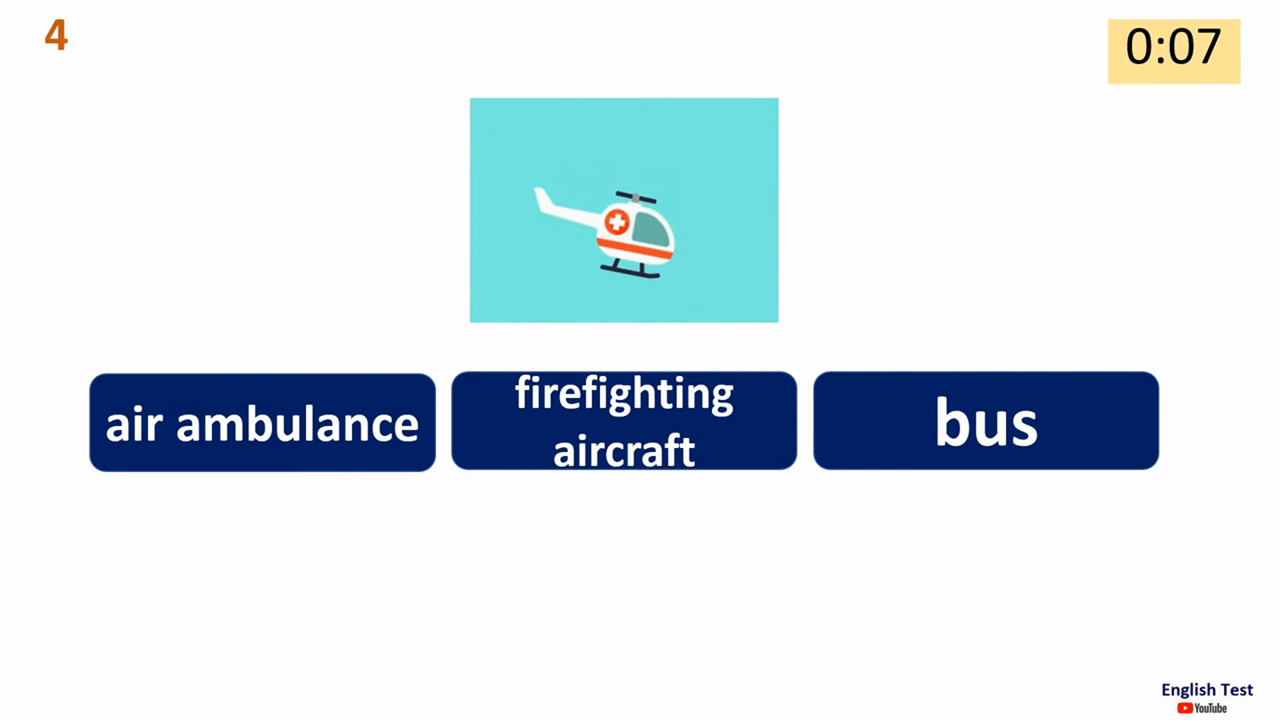 4
0:07
air ambulance
firefighting
aircraft
bus
English Test
YouTube